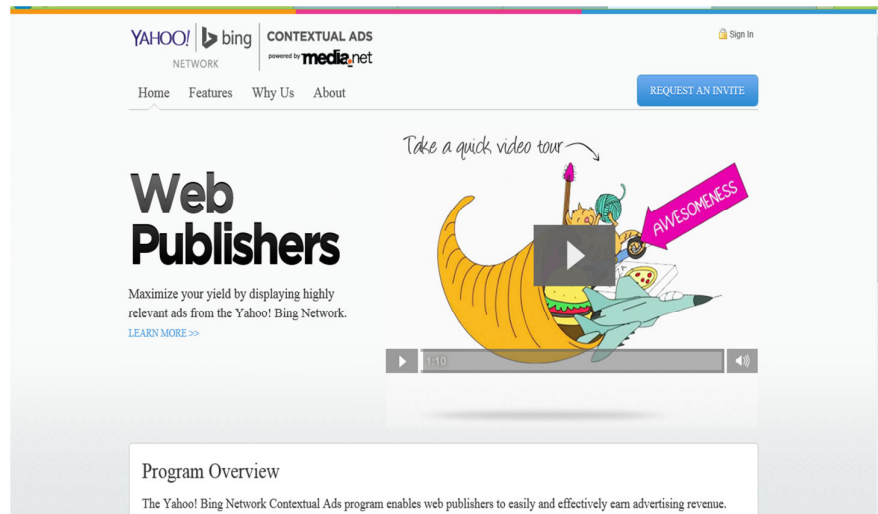 YAHOO! bing CONTEXTUAL ADS
NETWORK powered by media.net
Sign In
Home Features Why Us About
REQUEST AN INVITE
Take a quick video tour
AWESOMENESS
Web
Publishers
Maximize your yield by displaying highly
relevant ads from the Yahoo! Bing Network.
LEARN MORE >>
1:10
Program Overview
The Yahoo! Bing Network Contextual Ads program enables web publishers to easily and effectively earn advertising revenue.